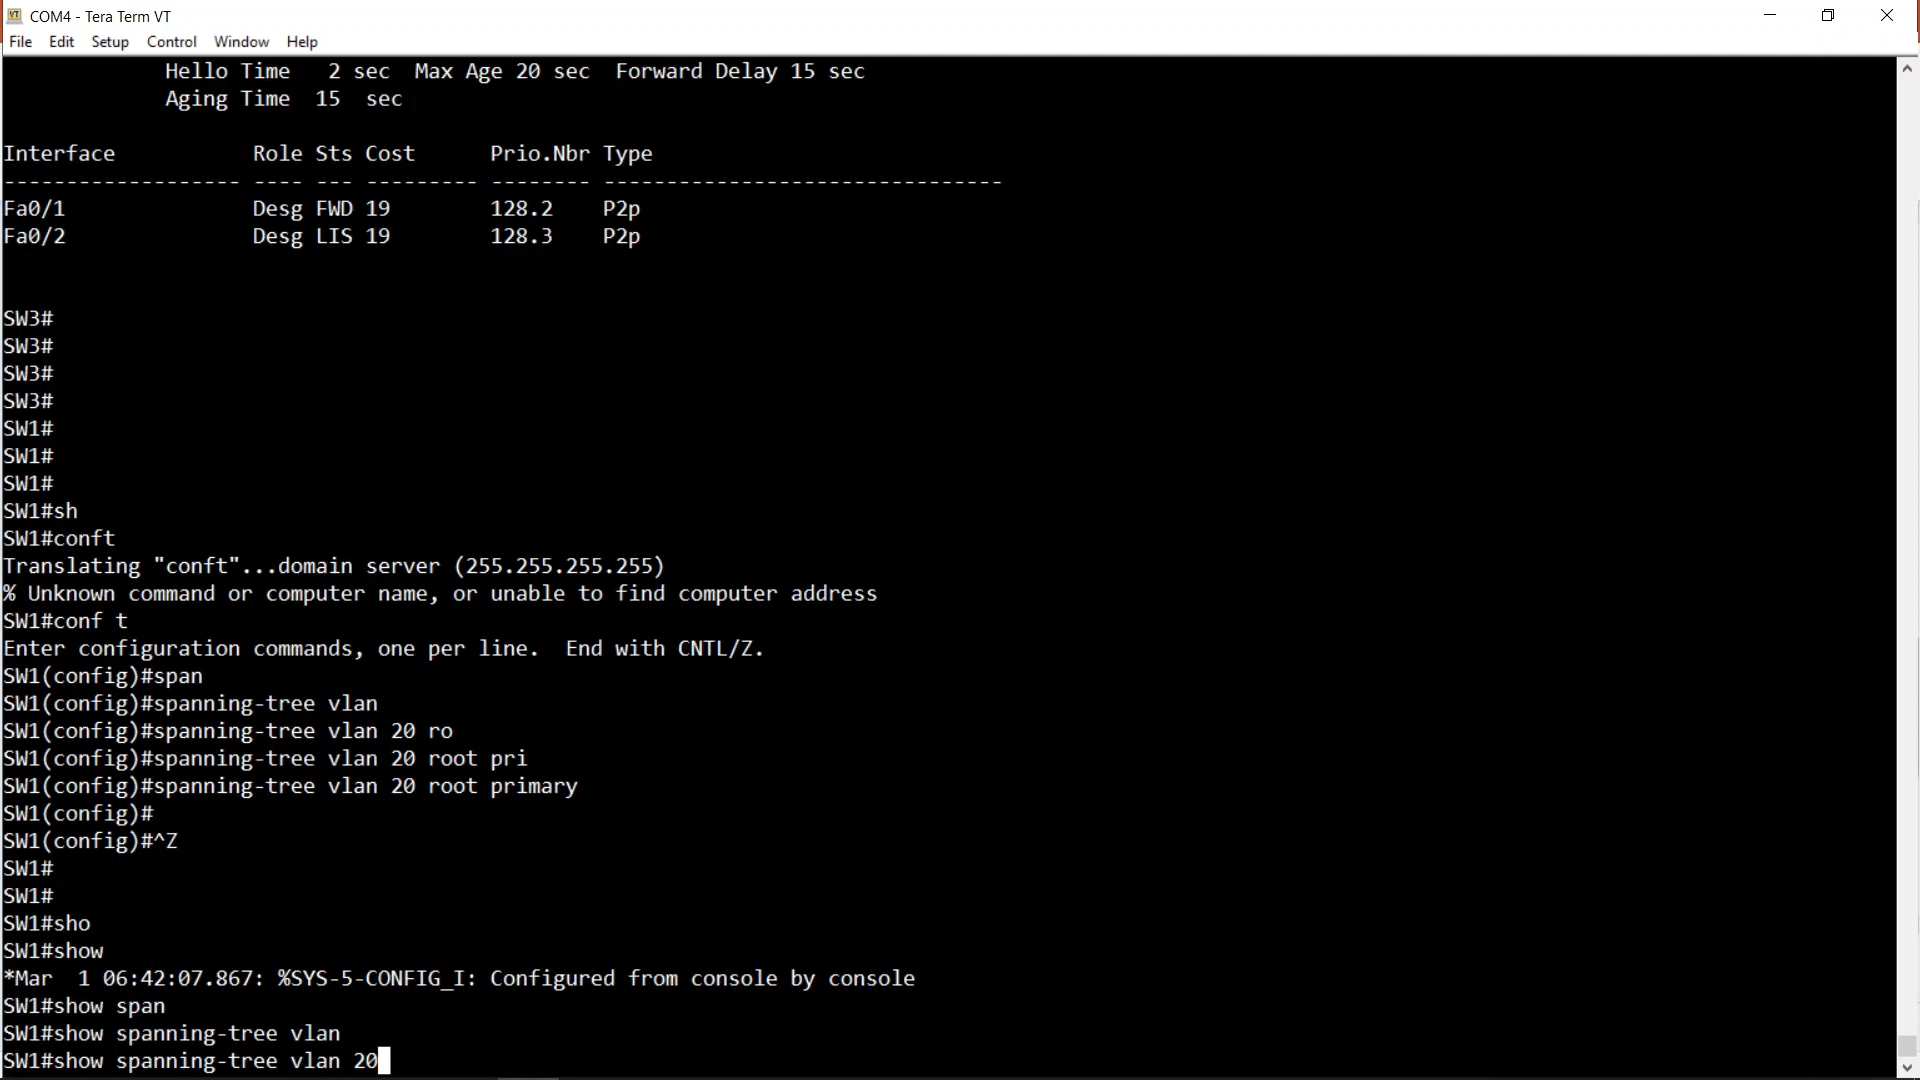 COM4 - Tera Term VT
File Edit Setup Control Window Help
Hello Time   2 sec  Max Age 20 sec  Forward Delay 15 sec
Aging Time  15  sec
Interface           Role Sts Cost      Prio.Nbr Type
------------------- ---- --- --------- -------- --------------------------------
Fa0/1               Desg FWD 19        128.2    P2p
Fa0/2               Desg LIS 19        128.3    P2p
SW3#
SW3#
SW3#
SW3#
SW1#
SW1#
SW1#
SW1#sh
SW1#conft
Translating "conft"...domain server (255.255.255.255)
% Unknown command or computer name, or unable to find computer address
SW1#conf t
Enter configuration commands, one per line.  End with CNTL/Z.
SW1(config)#span
SW1(config)#spanning-tree vlan
SW1(config)#spanning-tree vlan 20 ro
SW1(config)#spanning-tree vlan 20 root pri
SW1(config)#spanning-tree vlan 20 root primary
SW1(config)#
SW1(config)#^Z
SW1#
SW1#
SW1#sho
SW1#show
*Mar  1 06:42:07.867: %SYS-5-CONFIG_I: Configured from console by console
SW1#show span
SW1#show spanning-tree vlan
SW1#show spanning-tree vlan 20